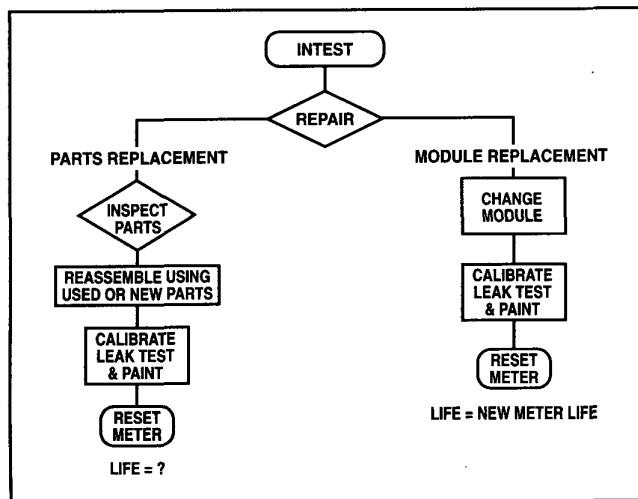 INTEST
REPAIR
PARTS REPLACEMENT
INSPECT
PARTS
REASSEMBLE USING
USED OR NEW PARTS
CALIBRATE
LEAK TEST
& PAINT
RESET
METER
LIFE = ?
MODULE REPLACEMENT
CHANGE
MODULE
CALIBRATE
LEAK TEST
& PAINT
RESET
METER
LIFE = NEW METER LIFE